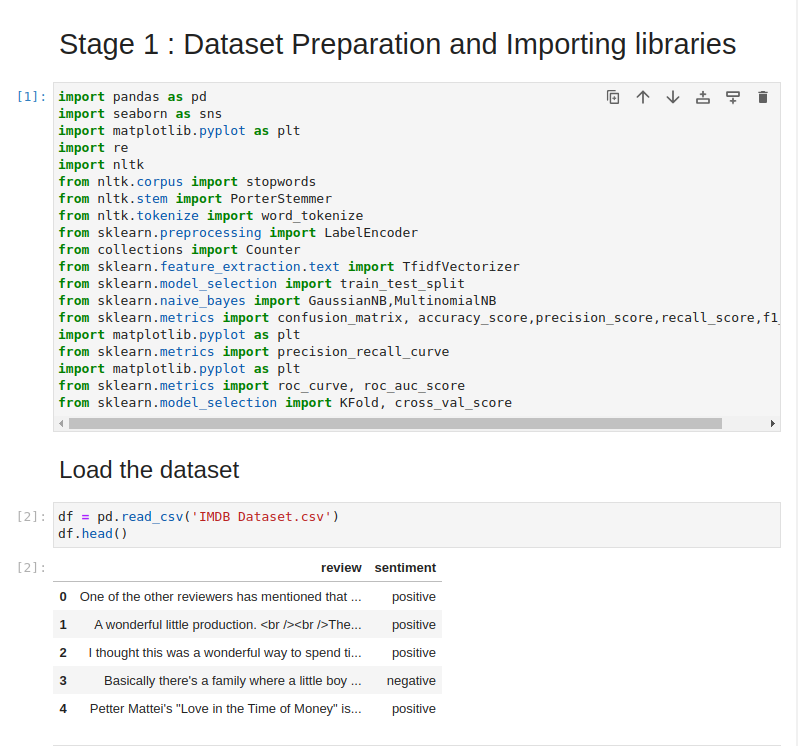 Stage 1 : Dataset Preparation and Importing libraries
[1]:
import pandas as pd
import seaborn as sns
import matplotlib.pyplot as plt
import re
import nltk
from nltk.corpus import stopwords
from nltk.stem import PorterStemmer
from nltk.tokenize import word_tokenize
from sklearn.preprocessing import LabelEncoder
from collections import Counter
from sklearn.feature_extraction.text import TfidfVectorizer
from sklearn.model_selection import train_test_split
from sklearn.naive_bayes import GaussianNB,MultinomialNB
from sklearn.metrics import confusion_matrix, accuracy_score,precision_score,recall_score,f1_
import matplotlib.pyplot as plt
from sklearn.metrics import precision_recall_curve
import matplotlib.pyplot as plt
from sklearn.metrics import roc_curve, roc_auc_score
from sklearn.model_selection import KFold, cross_val_score
Load the dataset
[2]:
df = pd.read_csv('IMDB Dataset.csv')
df.head()
[2]:
review sentiment
0 One of the other reviewers has mentioned that ... positive
1 A wonderful little production. <br /><br />The... positive
2 I thought this was a wonderful way to spend ti... positive
3 Basically there's a family where a little boy ... negative
4 Petter Mattei's "Love in the Time of Money" is... positive